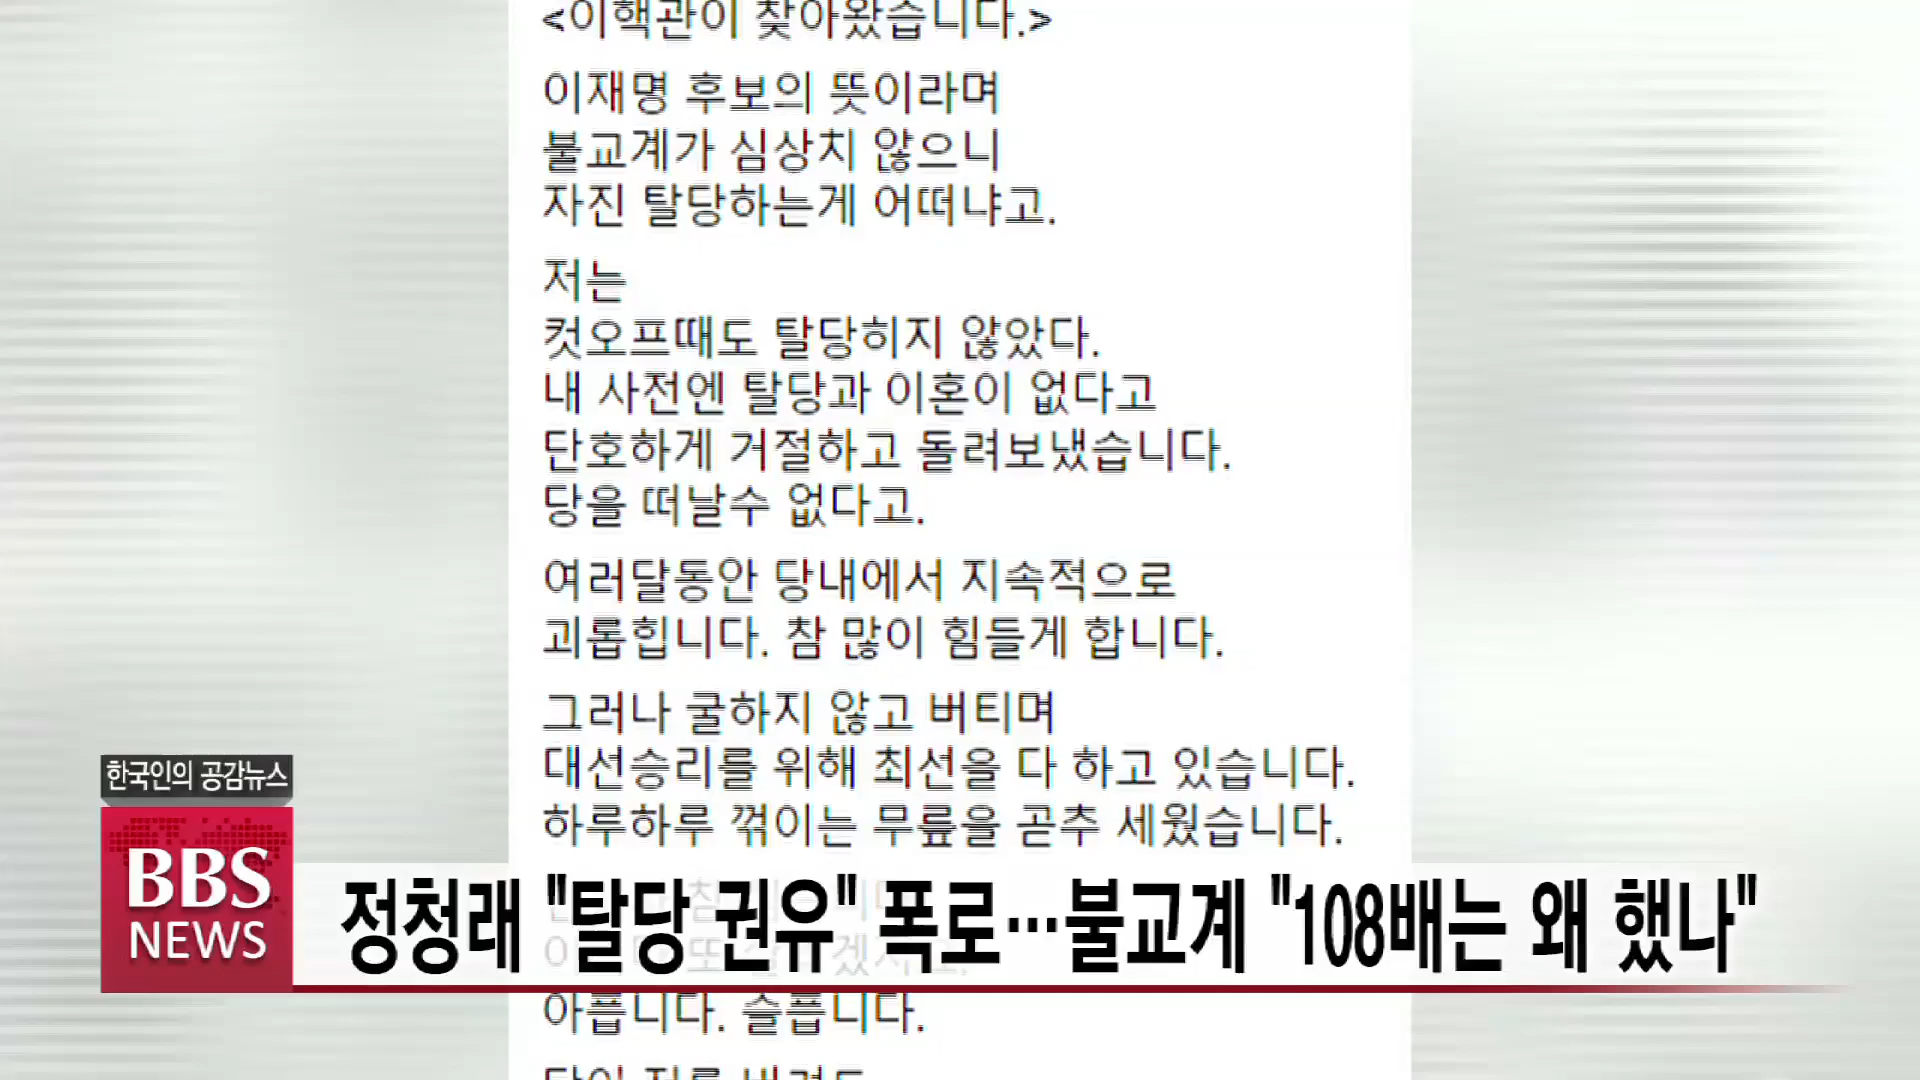 <이핵관이 찾아왔습니다.>
이재명 후보의 뜻이라며
불교계가 심상치 않으니
자진 탈당하는게 어떠냐고.
저는
컷오프때도 탈당히지 않았다.
내 사전엔 탈당과 이혼이 없다고
단호하게 거절하고 돌려보냈습니다.
당을 떠날수 없다고.
여러달동안 당내에서 지속적으로
괴롭힙니다. 참 많이 힘들게 합니다.
그러나 굴하지 않고 버티며
대선승리를 위해 최선을 다 하고 있습니다.
하루하루 꺾이는 무릎을 곧추 세웠습니다.
한국인의 공감뉴스
BBS
NEWS
정청래 "탈당 권유" 폭로…불교계 "108배는 왜 했나"
아픕니다. 슬픕니다.